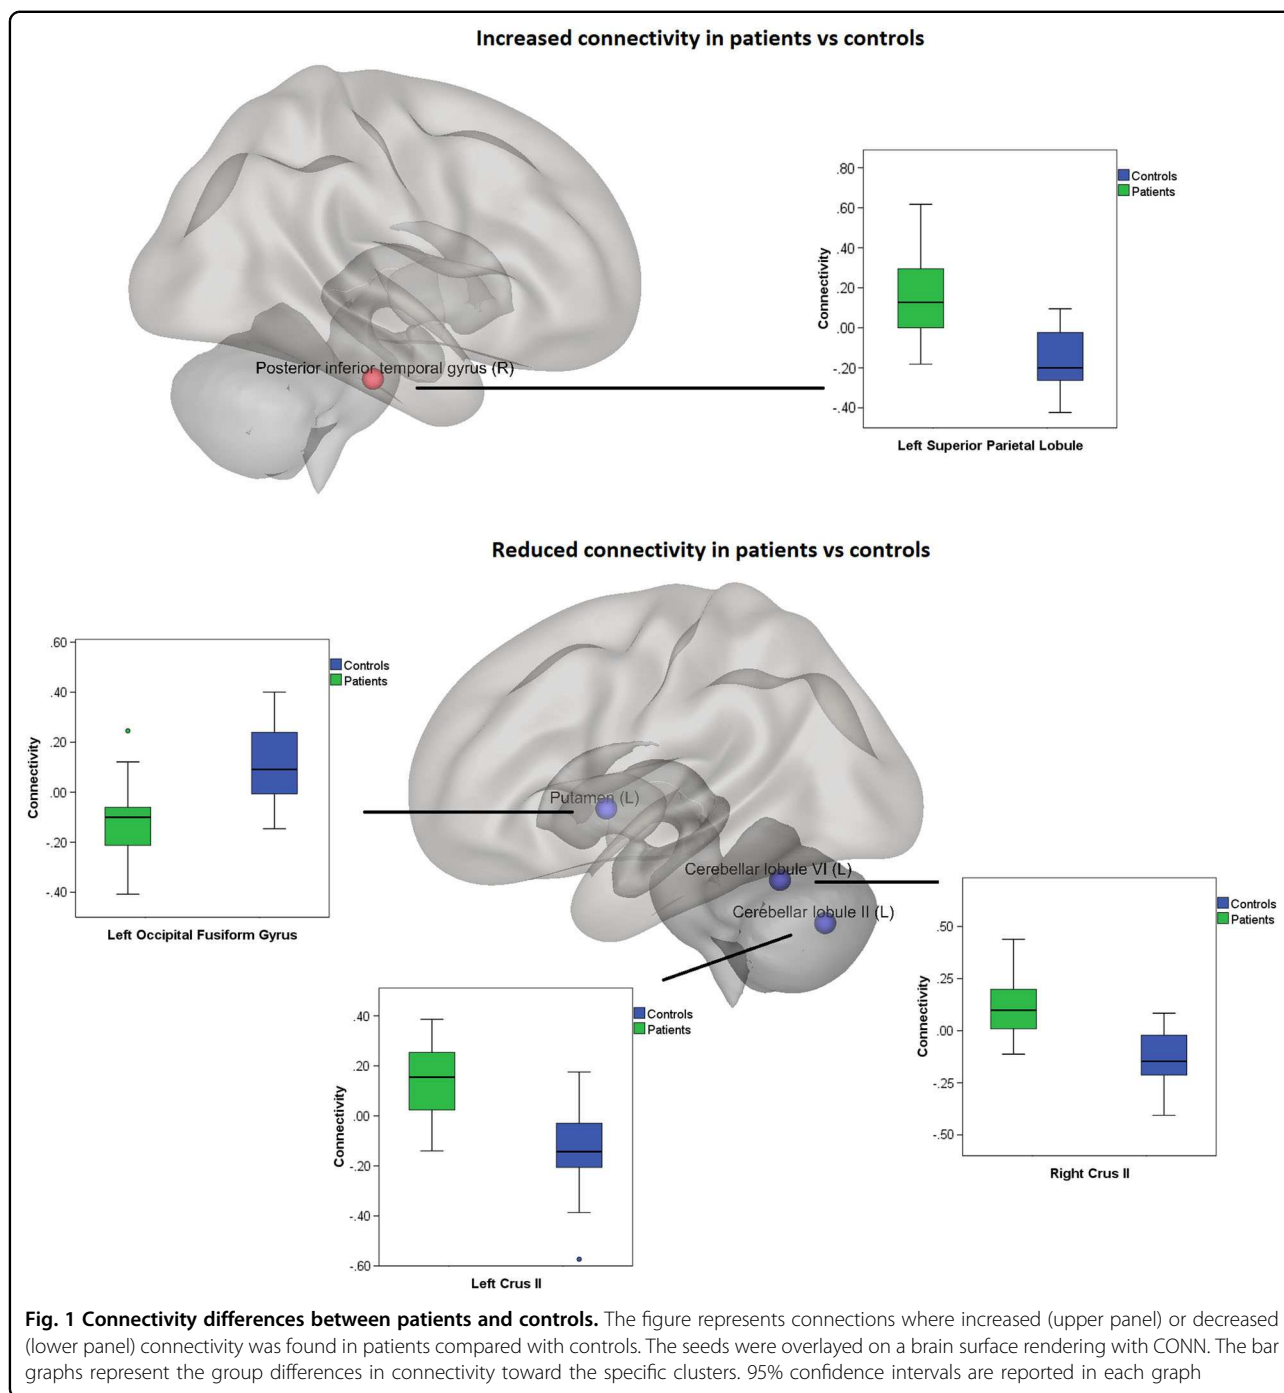 Increased connectivity in patients vs controls
Posterior inferior temporal gyrus (R)
Connectivity
.80
.60
.40
.20
.00
-.20
-.40
Controls
Patients
Left Superior Parietal Lobule
Reduced connectivity in patients vs controls
Connectivity
.60
.40
.20
.00
-.20
-.40
Controls
Patients
Left Occipital Fusiform Gyrus
Putamen (L)
Cerebellar lobule VI (L)
Cerebellar lobule II (L)
Connectivity
.50
.25
.00
-.25
-.50
Controls
Patients
Right Crus II
Connectivity
.40
.20
.00
-.20
-.40
-.60
Controls
Patients
Left Crus II
Fig. 1 Connectivity differences between patients and controls. The figure represents connections where increased (upper panel) or decreased
(lower panel) connectivity was found in patients compared with controls. The seeds were overlayed on a brain surface rendering with CONN. The bar
graphs represent the group differences in connectivity toward the specific clusters. 95% confidence intervals are reported in each graph